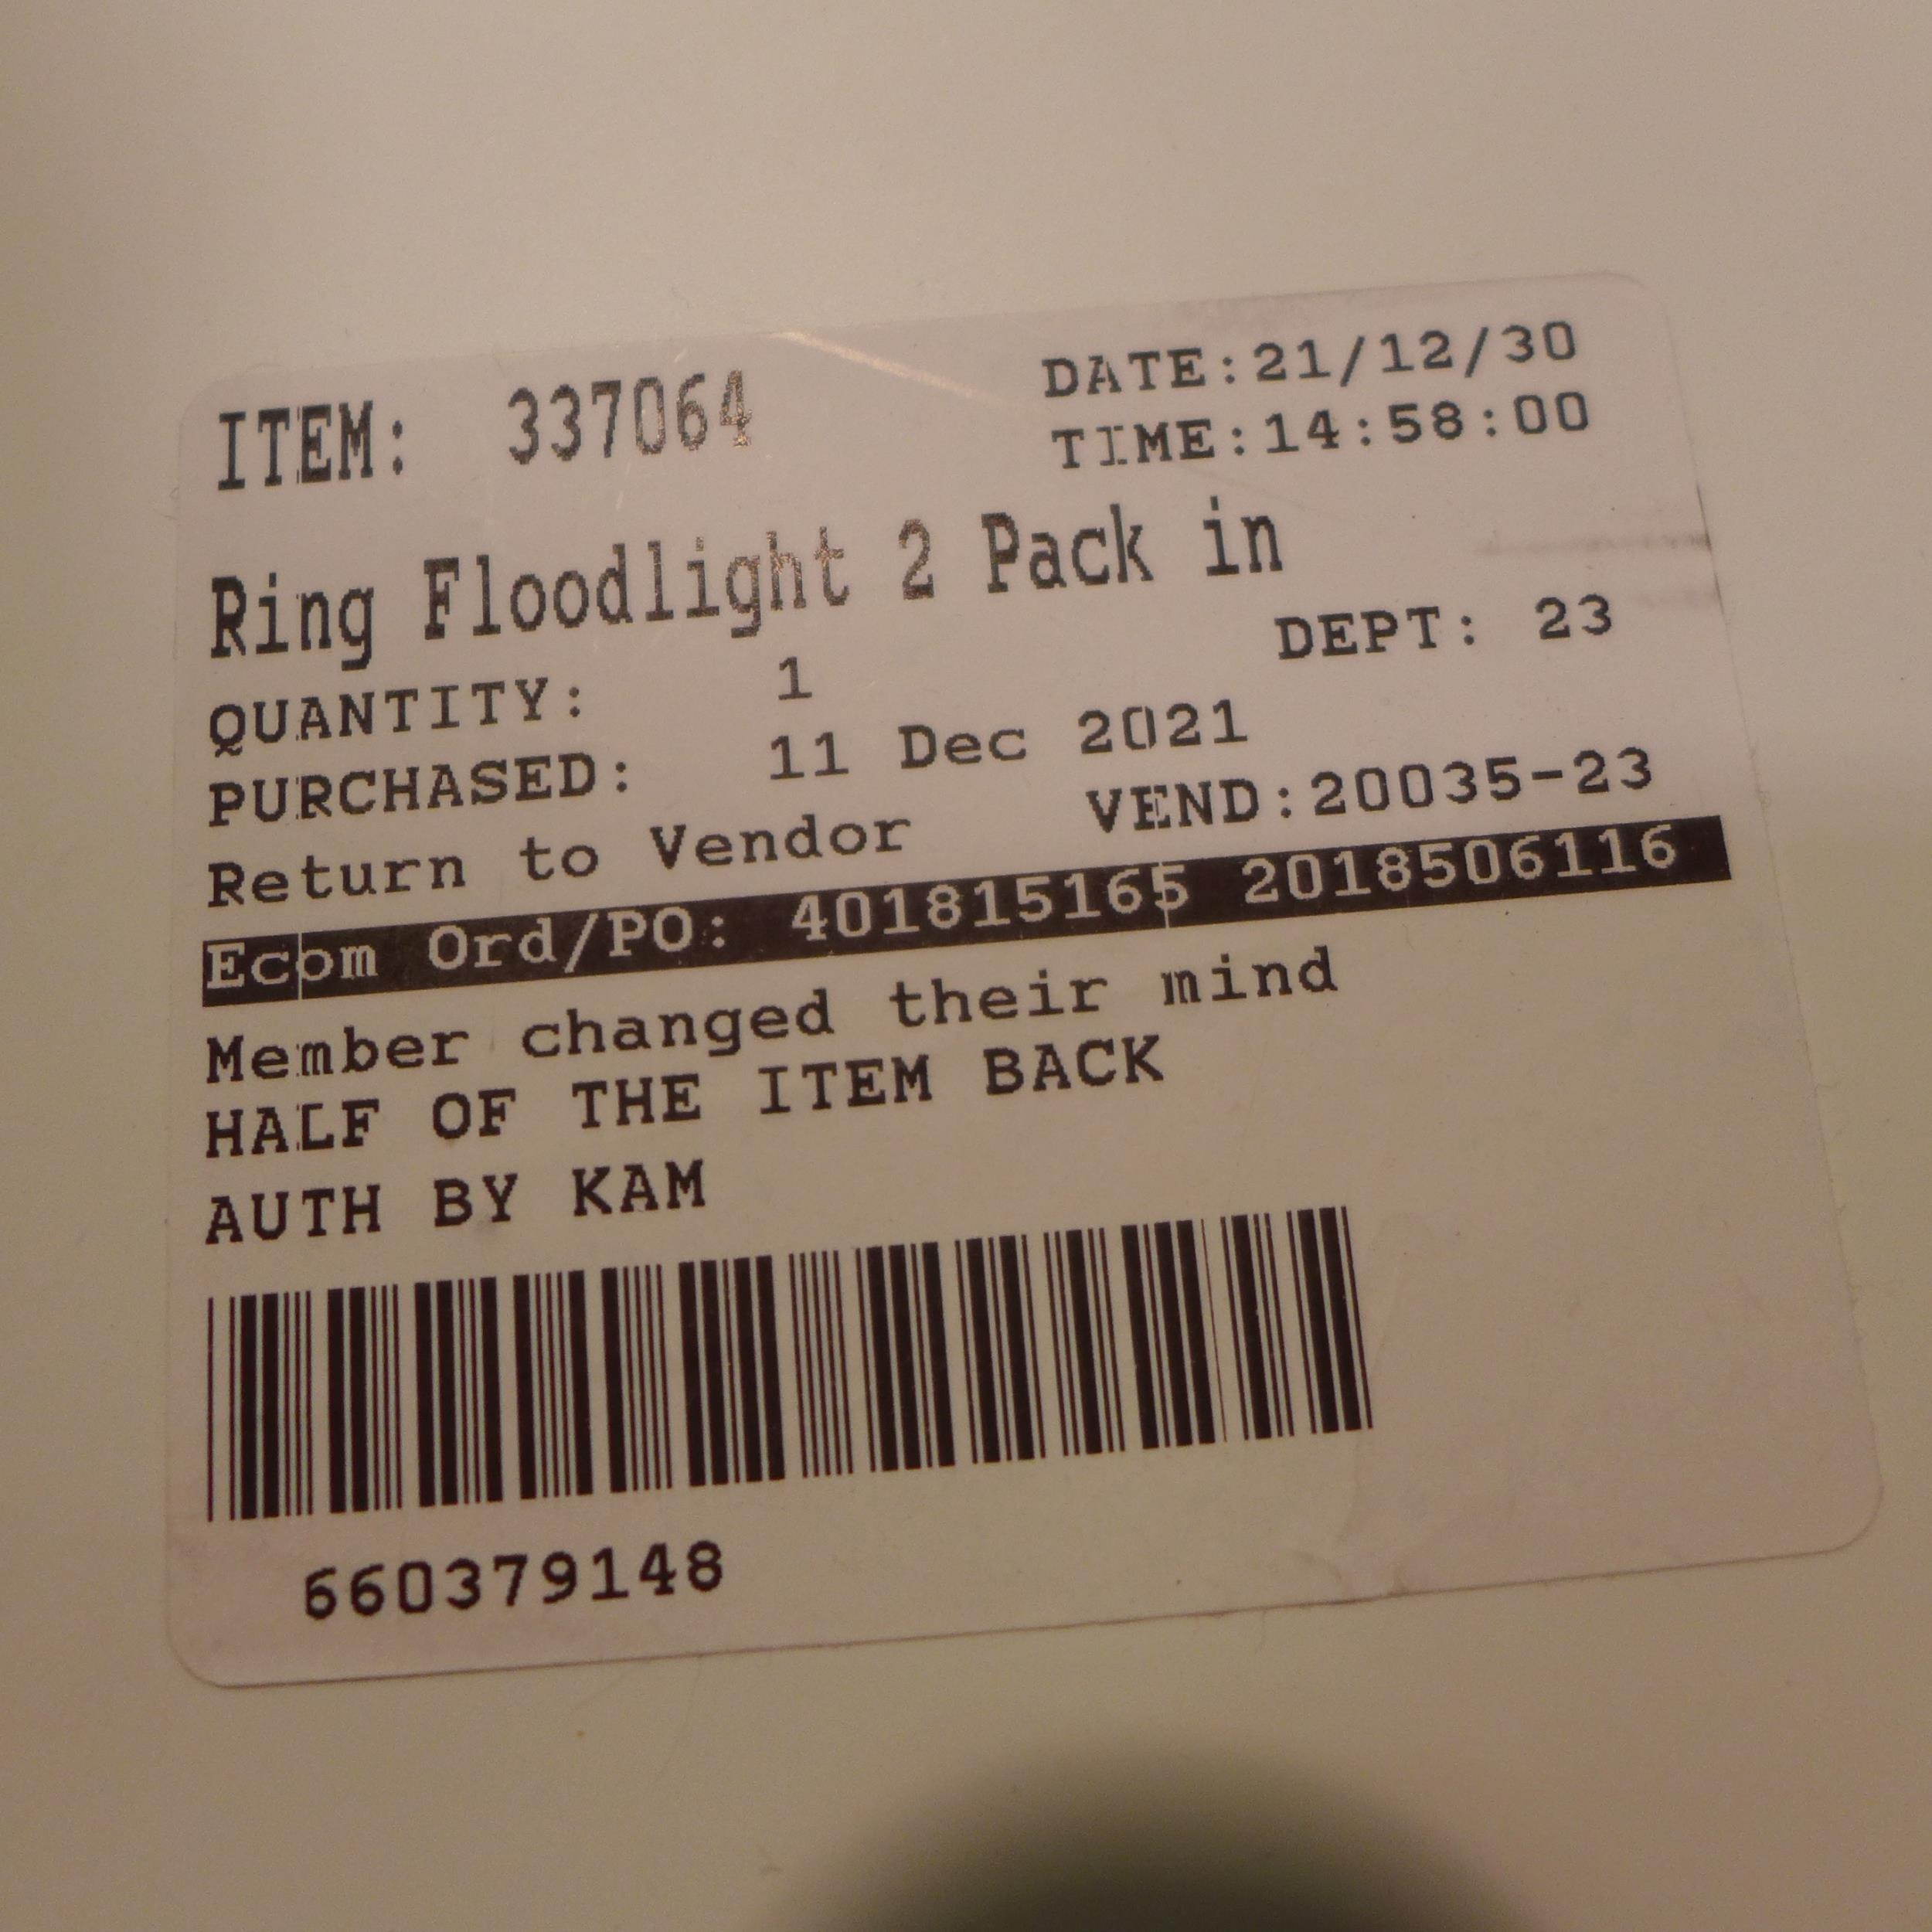 ITEM: 337064
DATE:21/12/30
TIME:14:58:00
Ring Floodlight 2 Pack in
DEPT: 23
QUANTITY: 1
PURCHASED: 11 Dec 2021
Return to Vendor VEND:20035-23
Ecom Ord/PO: 401815165 2018506116
Member changed their mind
HALF OF THE ITEM BACK
AUTH BY KAM
660379148